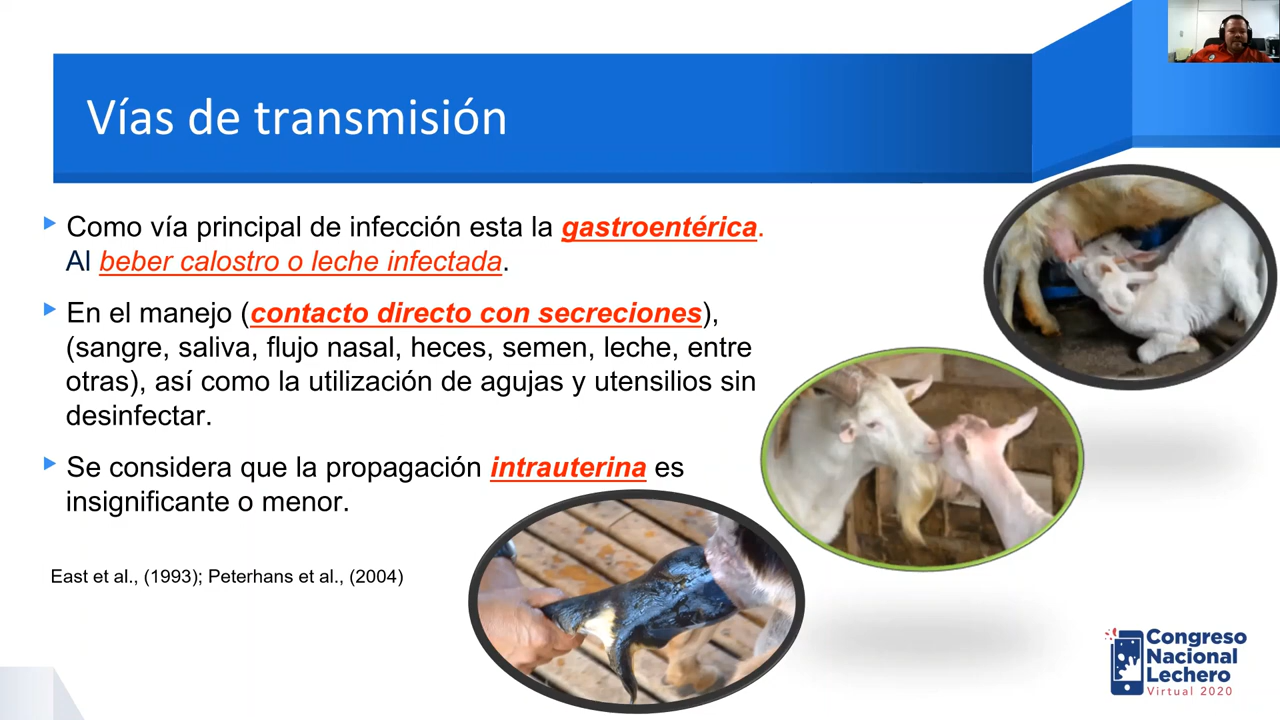 Vías de transmisión
Como vía principal de infección esta la gastroentérica.
Al beber calostro o leche infectada.
En el manejo (contacto directo con secreciones),
(sangre, saliva, flujo nasal, heces, semen, leche, entre
otras), así como la utilización de agujas y utensilios sin
desinfectar.
Se considera que la propagación intrauterina es
insignificante o menor.
East et al., (1993); Peterhans et al., (2004)
Congreso
Nacional
Lechero
Virtual 2020